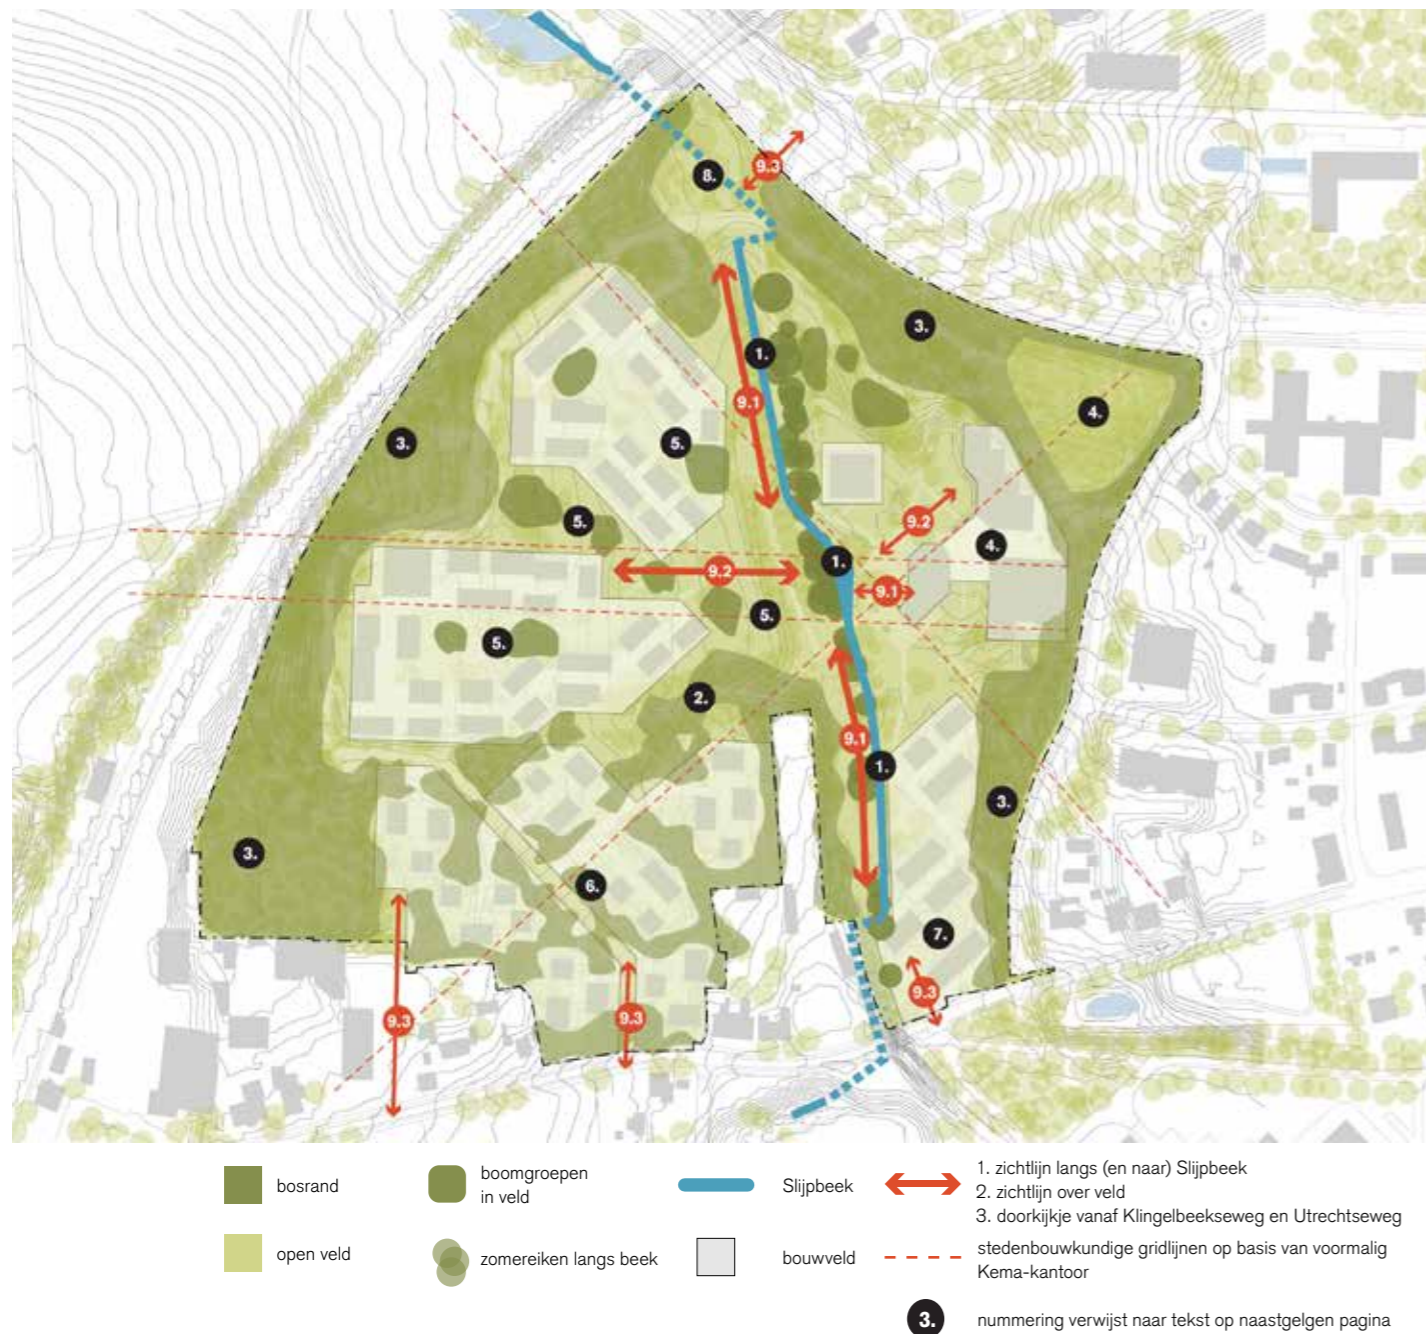 8.
9.3
3.
1.
9.1
4.
3.
5.
5.
9.2
4.
1.
9.2
9.1
5.
5.
2.
9.1
1.
3.
3.
6.
7.
9.3
9.3
9.3
bosrand
open veld
boomgroepen
in veld
zomereiken langs beek
Slijpbeek
bouwveld
1. zichtlijn langs (en naar) Slijpbeek
2. zichtlijn over veld
3. doorkijkje vanaf Klingelbeekseweg en Utrechtseweg
stedenbouwkundige gridlijnen op basis van voormalig
Kema-kantoor
3.
nummering verwijst naar tekst op naastgelgen pagina